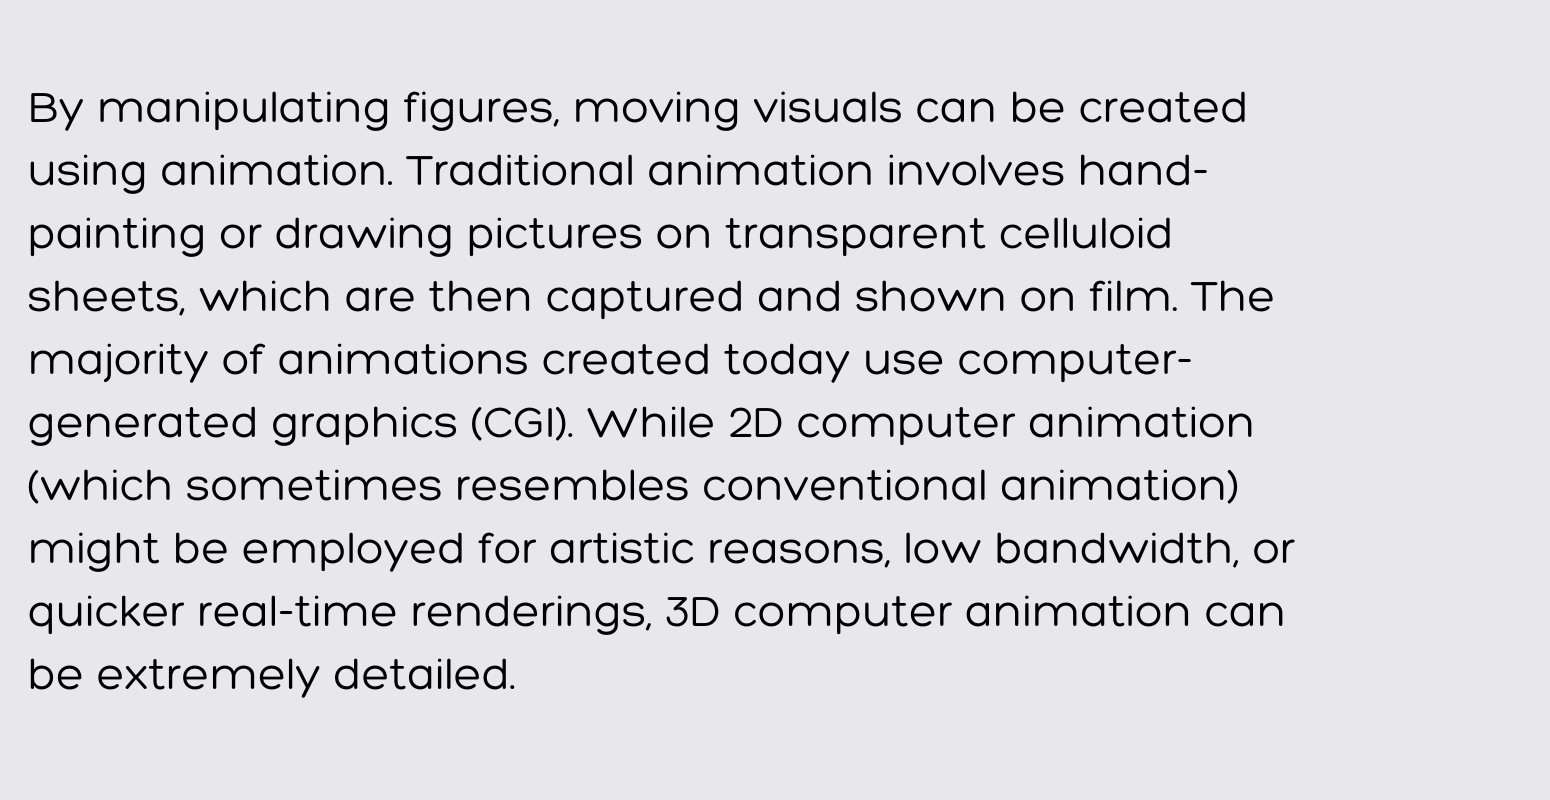 By manipulating figures, moving visuals can be created
using animation. Traditional animation involves hand-
painting or drawing pictures on transparent celluloid
sheets, which are then captured and shown on film. The
majority of animations created today use computer-
generated graphics (CGI). While 2D computer animation
(which sometimes resembles conventional animation)
might be employed for artistic reasons, low bandwidth, or
quicker real-time renderings, 3D computer animation can
be extremely detailed.